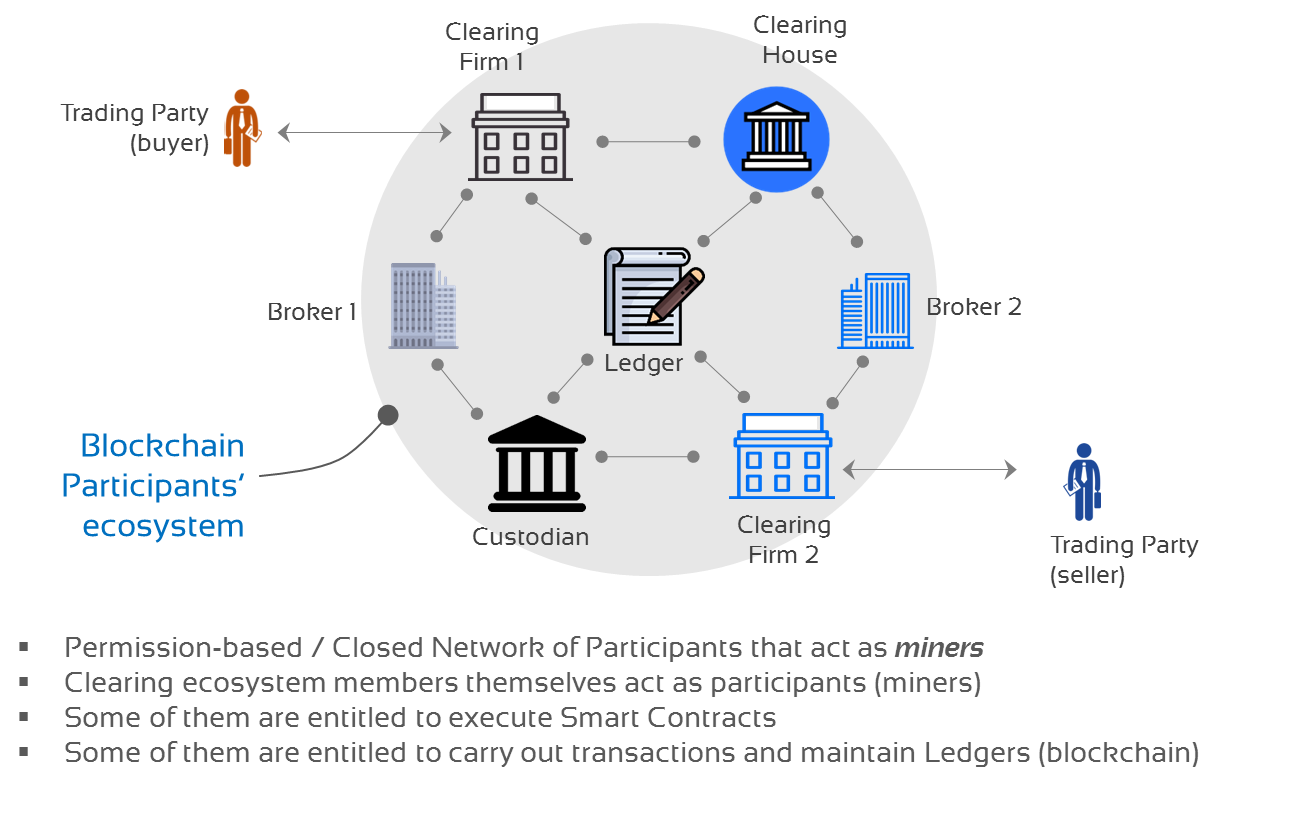 Clearing
Firm 1
Clearing
House
Trading Party
(buyer)
Broker 1
Broker 2
Ledger
Blockchain
Participants’
ecosystem
Custodian
Clearing
Firm 2
Trading Party
(seller)
▪ Permission-based / Closed Network of Participants that act as miners
▪ Clearing ecosystem members themselves act as participants (miners)
▪ Some of them are entitled to execute Smart Contracts
▪ Some of them are entitled to carry out transactions and maintain Ledgers (blockchain)